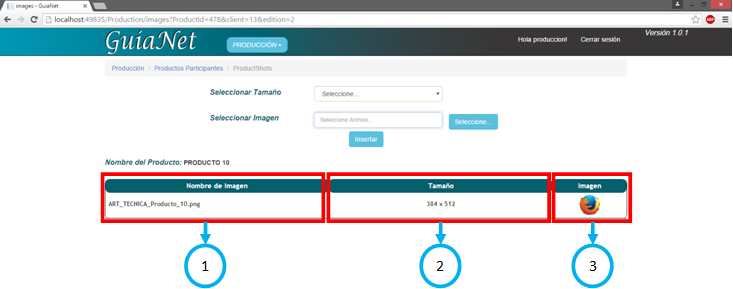 images - GuiaNet
localhost:49835/Production/images?ProductId=478&client=13&edition=2
GuíaNet
PRODUCCIÓN
Hola produccion!
Cerrar sesión
Versión 1.0.1
Producción / Productos Participantes / ProductShots
Seleccionar Tamaño
Seleccione...
Seleccionar Imagen
Seleccione Archivo...
Seleccione...
Insertar
Nombre del Producto: PRODUCTO 10
Nombre de Imagen Tamaño Imagen
ART_TECNICA_Producto_10.png 384 x 512
1 2 3